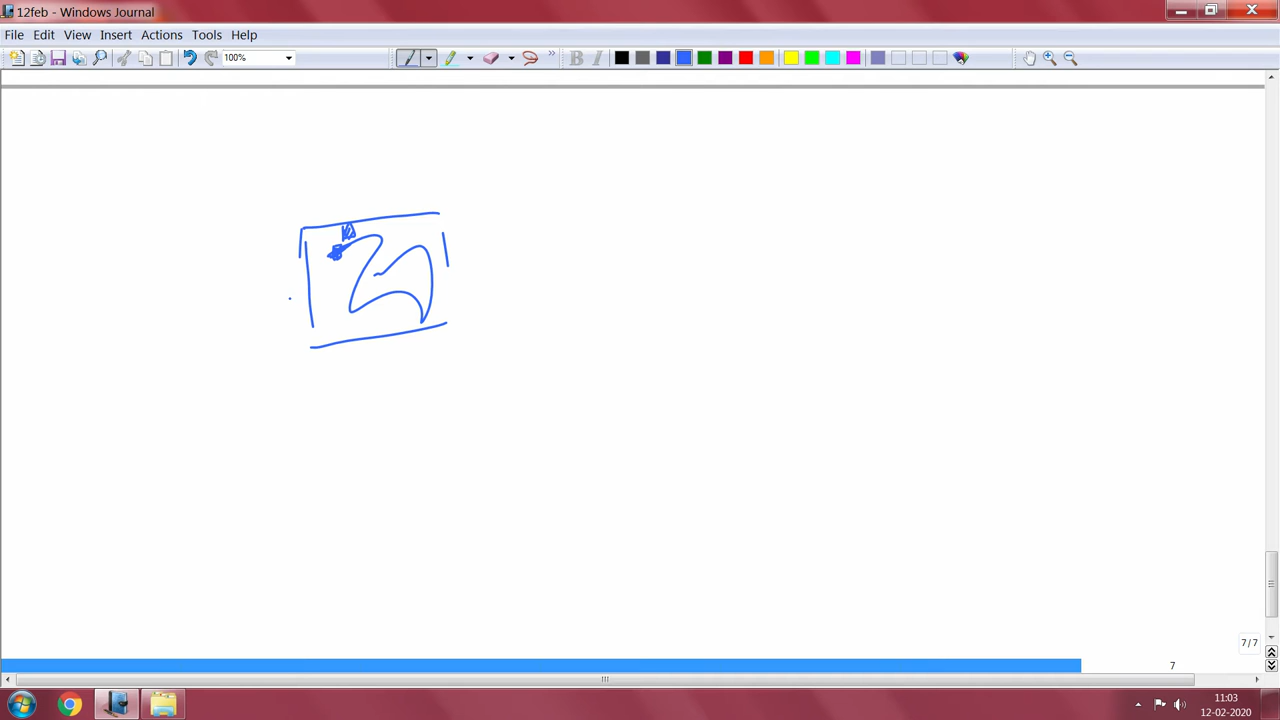 12feb - Windows Journal
File Edit View Insert Actions Tools Help
100%
B I
7/7
7
11:03
12-02-2020